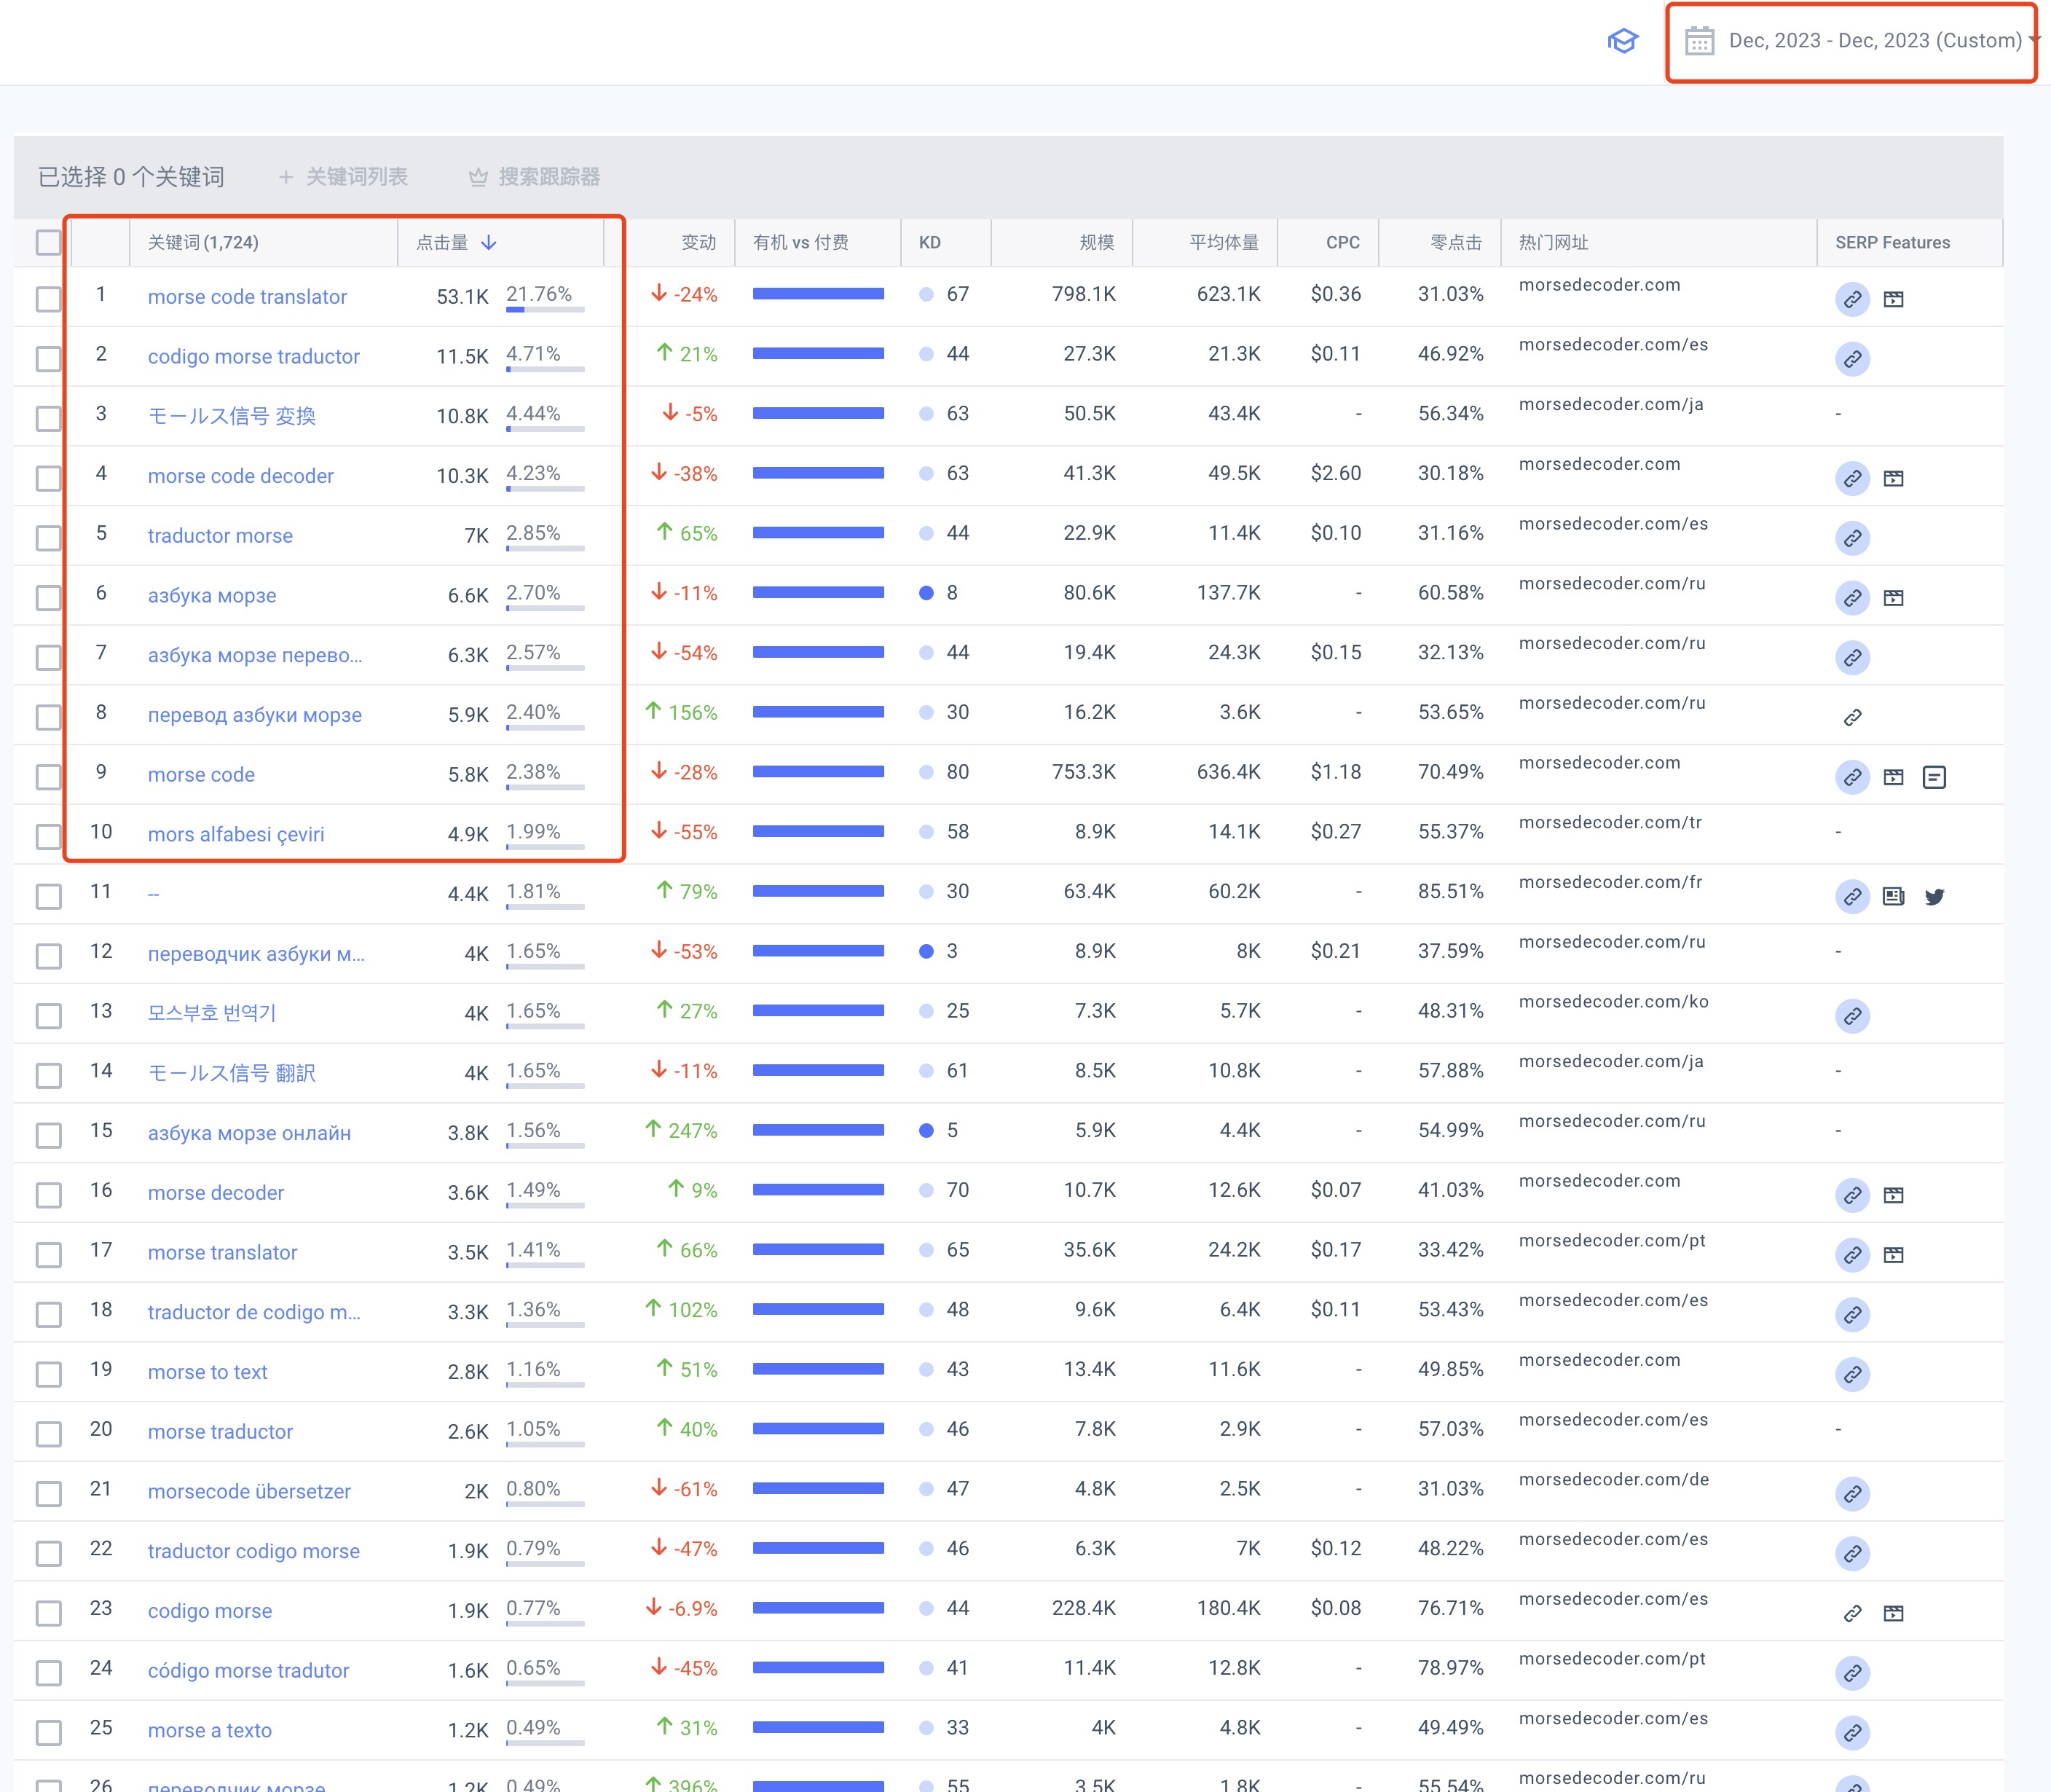 Dec, 2023 - Dec, 2023 (Custom)
已选择 0 个关键词 + 关键词列表 搜索跟踪器
关键词 (1,724) 点击量 变动 有机 vs 付费 KD 规模 平均体量 CPC 零点击 热门网址 SERP Features
1 morse code translator 53.1K 21.76% -24% 67 798.1K 623.1K $0.36 31.03% morsedecoder.com
2 codigo morse traductor 11.5K 4.71% 21% 44 27.3K 21.3K $0.11 46.92% morsedecoder.com/es
3 モールス信号 変換 10.8K 4.44% -5% 63 50.5K 43.4K - 56.34% morsedecoder.com/ja -
4 morse code decoder 10.3K 4.23% -38% 63 41.3K 49.5K $2.60 30.18% morsedecoder.com
5 traductor morse 7K 2.85% 65% 44 22.9K 11.4K $0.10 31.16% morsedecoder.com/es
6 азбука морзе 6.6K 2.70% -11% 8 80.6K 137.7K - 60.58% morsedecoder.com/ru
7 азбука морзе перево... 6.3K 2.57% -54% 44 19.4K 24.3K $0.15 32.13% morsedecoder.com/ru
8 перевод азбуки морзе 5.9K 2.40% 156% 30 16.2K 3.6K - 53.65% morsedecoder.com/ru
9 morse code 5.8K 2.38% -28% 80 753.3K 636.4K $1.18 70.49% morsedecoder.com
10 mors alfabesi çeviri 4.9K 1.99% -55% 58 8.9K 14.1K $0.27 55.37% morsedecoder.com/tr -
11 -- 4.4K 1.81% 79% 30 63.4K 60.2K - 85.51% morsedecoder.com/fr
12 переводчик азбуки м... 4K 1.65% -53% 3 8.9K 8K $0.21 37.59% morsedecoder.com/ru -
13 모스부호 번역기 4K 1.65% 27% 25 7.3K 5.7K - 48.31% morsedecoder.com/ko
14 モールス信号 翻訳 4K 1.65% -11% 61 8.5K 10.8K - 57.88% morsedecoder.com/ja -
15 азбука морзе онлайн 3.8K 1.56% 247% 5 5.9K 4.4K - 54.99% morsedecoder.com/ru -
16 morse decoder 3.6K 1.49% 9% 70 10.7K 12.6K $0.07 41.03% morsedecoder.com
17 morse translator 3.5K 1.41% 66% 65 35.6K 24.2K $0.17 33.42% morsedecoder.com/pt
18 traductor de codigo m... 3.3K 1.36% 102% 48 9.6K 6.4K $0.11 53.43% morsedecoder.com/es
19 morse to text 2.8K 1.16% 51% 43 13.4K 11.6K - 49.85% morsedecoder.com
20 morse traductor 2.6K 1.05% 40% 46 7.8K 2.9K - 57.03% morsedecoder.com/es -
21 morsecode übersetzer 2K 0.80% -61% 47 4.8K 2.5K - 31.03% morsedecoder.com/de
22 traductor codigo morse 1.9K 0.79% -47% 46 6.3K 7K $0.12 48.22% morsedecoder.com/es
23 codigo morse 1.9K 0.77% -6.9% 44 228.4K 180.4K $0.08 76.71% morsedecoder.com/es
24 código morse tradutor 1.6K 0.65% -45% 41 11.4K 12.8K - 78.97% morsedecoder.com/pt
25 morse a texto 1.2K 0.49% 31% 33 4K 4.8K - 49.49% morsedecoder.com/es
26 переводчик морзе 1.2K 0.49% 396% 55 3.5K 1.8K - 55.54% morsedecoder.com/ru